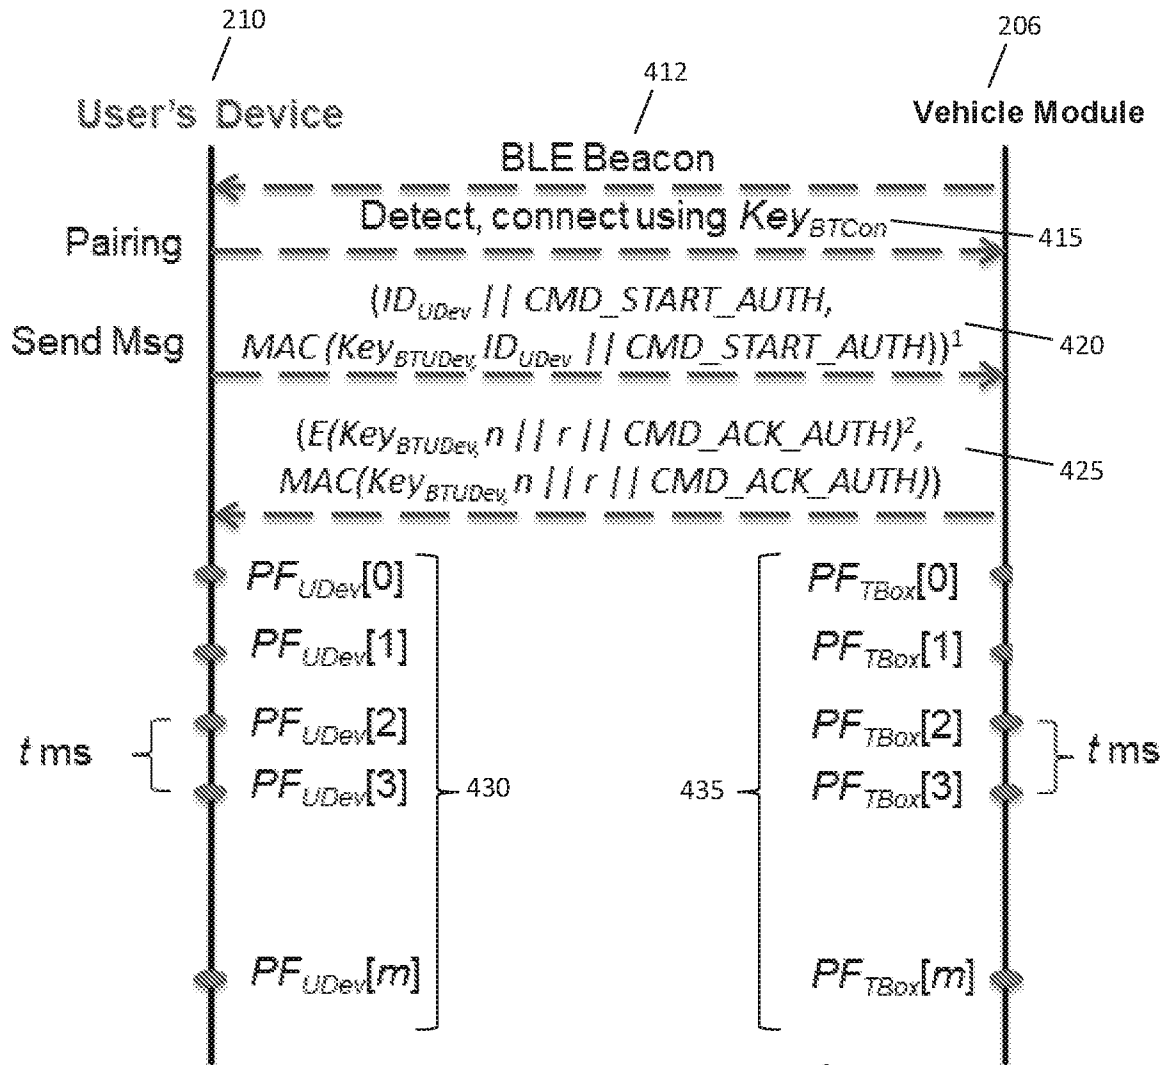 210
206
412
User's Device
Vehicle Module
BLE Beacon
Detect, connect using Key_BTCon
415
Pairing
(ID_UDev || CMD_START_AUTH,
Send Msg
MAC(Key_BTUDev, ID_UDev || CMD_START_AUTH))¹
420
(E(Key_BTUDev, n || r || CMD_ACK_AUTH)²,
425
MAC(Key_BTUDev, n || r || CMD_ACK_AUTH))
PF_UDev[0]
PF_TBox[0]
PF_UDev[1]
PF_TBox[1]
PF_UDev[2]
PF_TBox[2]
t ms
t ms
PF_UDev[3]
430
435
PF_TBox[3]
PF_UDev[m]
PF_TBox[m]